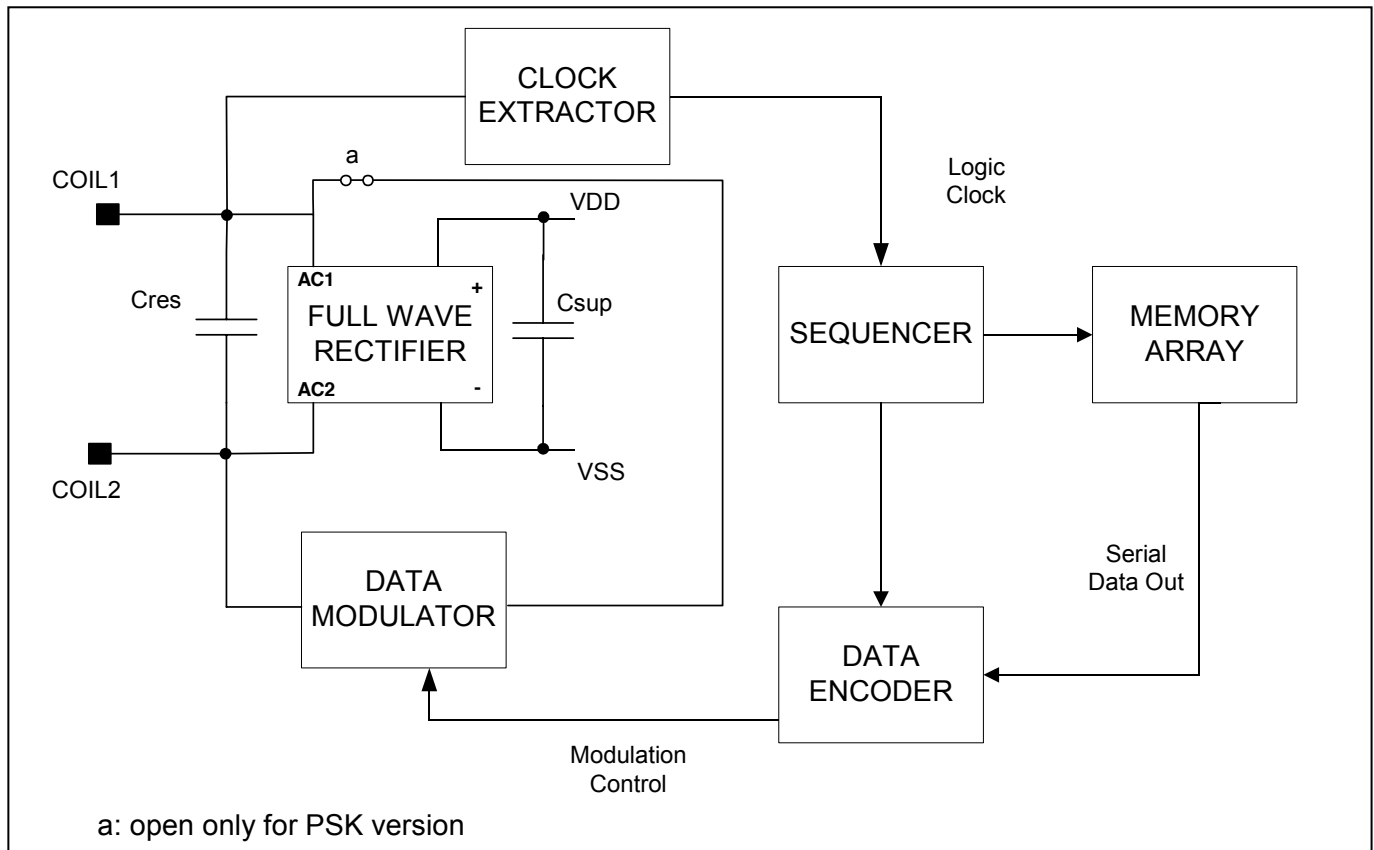 CLOCK
EXTRACTOR
a
COIL1
Logic
Clock
VDD
AC1
+
Cres
FULL WAVE
RECTIFIER
Csup
SEQUENCER
MEMORY
ARRAY
AC2
-
COIL2
VSS
DATA
MODULATOR
Serial
Data Out
DATA
ENCODER
Modulation
Control
a: open only for PSK version